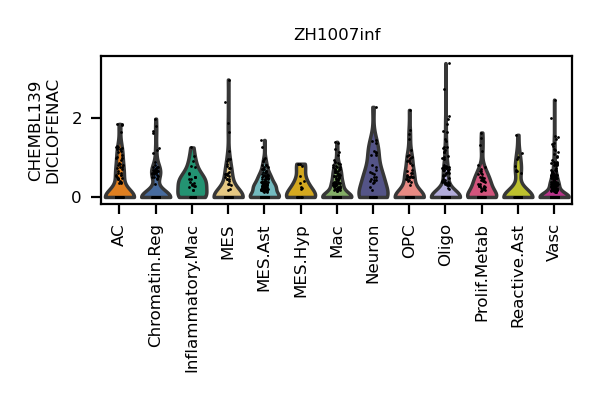 ZH1007inf
CHEMBL139
DICLOFENAC
2
0
AC
Chromatin.Reg
Inflammatory.Mac
MES
MES.Ast
MES.Hyp
Mac
Neuron
OPC
Oligo
Prolif.Metab
Reactive.Ast
Vasc